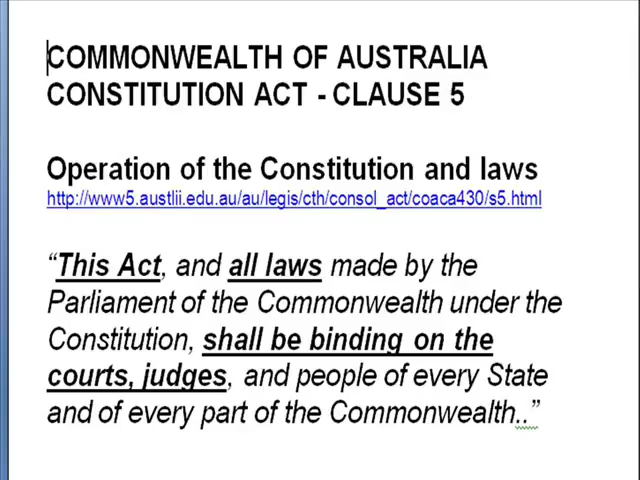 COMMONWEALTH OF AUSTRALIA
CONSTITUTION ACT - CLAUSE 5
Operation of the Constitution and laws
http://www5.austlii.edu.au/au/legis/cth/consol_act/coaca430/s5.html
“This Act, and all laws made by the
Parliament of the Commonwealth under the
Constitution, shall be binding on the
courts, judges, and people of every State
and of every part of the Commonwealth..”